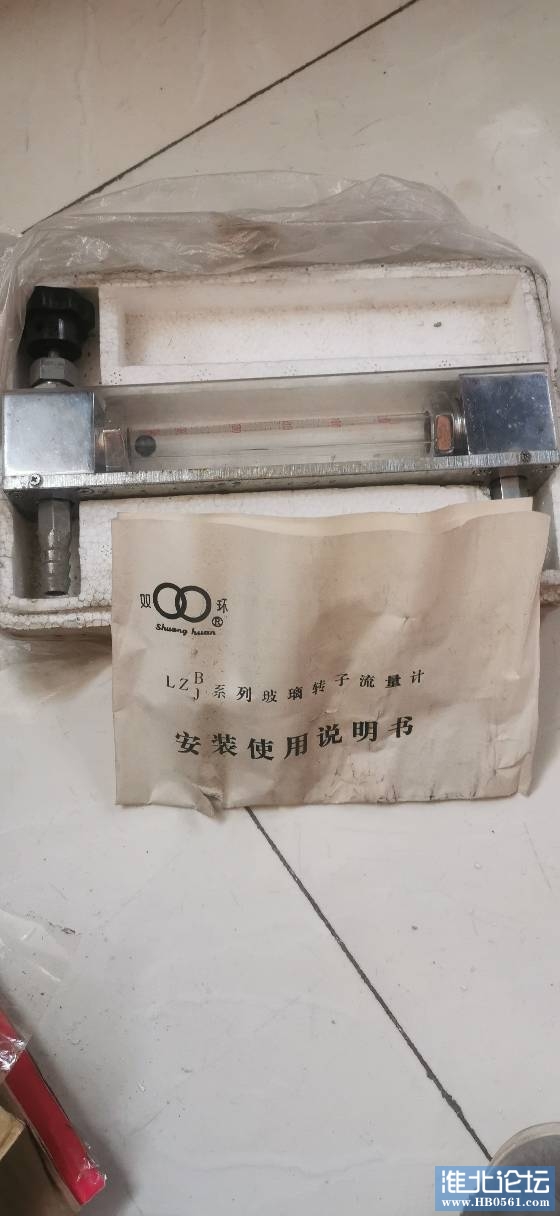 双 环
®
Shuang huan
LZB/J系列玻璃转子流量计
安装使用说明书
淮北论坛
www.HB0561.com